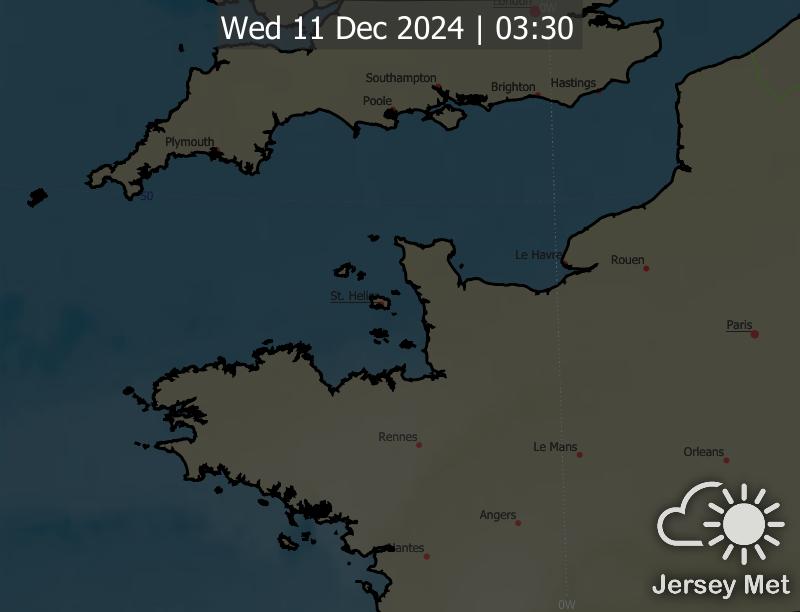 London
0W
Wed 11 Dec 2024 | 03:30
Southampton
Brighton
Hastings
Poole
Plymouth
50
Le Havre
Rouen
St. Helier
Paris
Rennes
Le Mans
Orleans
Angers
Nantes
Jersey Met
0W